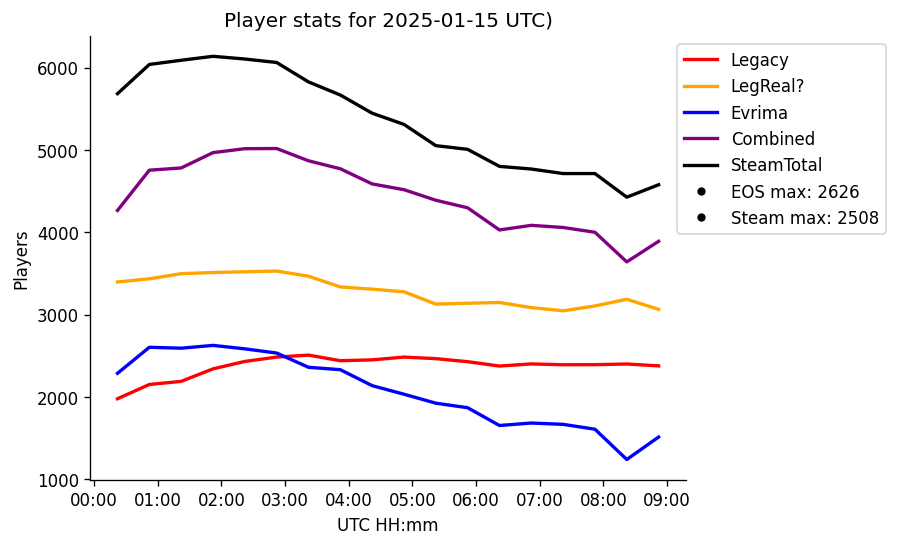 Player stats for 2025-01-15 UTC)
Players
6000
5000
4000
3000
2000
1000
00:00 01:00 02:00 03:00 04:00 05:00 06:00 07:00 08:00 09:00
UTC HH:mm
Legacy
LegReal?
Evrima
Combined
SteamTotal
EOS max: 2626
Steam max: 2508